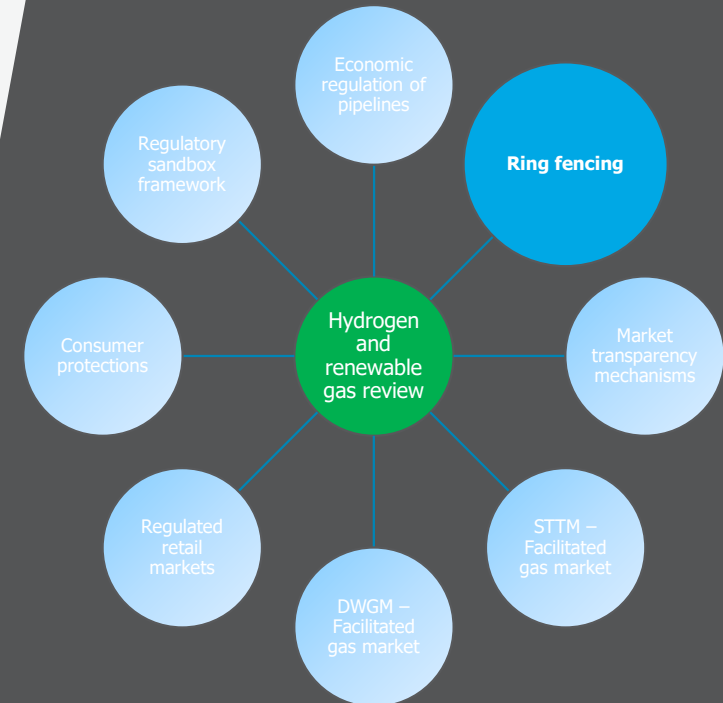 Economic
regulation of
pipelines
Ring fencing
Market
transparency
mechanisms
STTM –
Facilitated
gas market
DWGM –
Facilitated
gas market
Regulated
retail
markets
Consumer
protections
Regulatory
sandbox
framework
Hydrogen
and
renewable
gas review